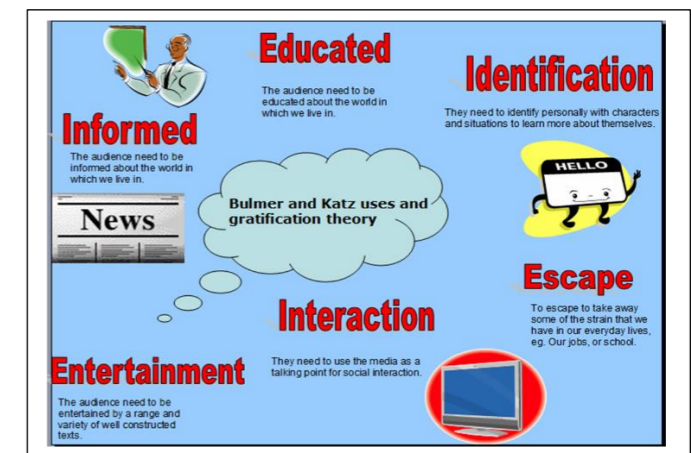 Educated
The audience need to be
educated about the world in
which we live in.
Identification
They need to identify personally with characters
and situations to learn more about themselves.
Informed
The audience need to be
informed about the world in
which we live in.
HELLO
News
Bulmer and Katz uses and
gratification theory
Escape
To escape to take away
some of the strain that we
have in our everyday lives,
eg. Our jobs, or school.
Interaction
They need to use the media as a
talking point for social interaction.
Entertainment
The audience need to be
entertained by a range and
variety of well constructed
texts.